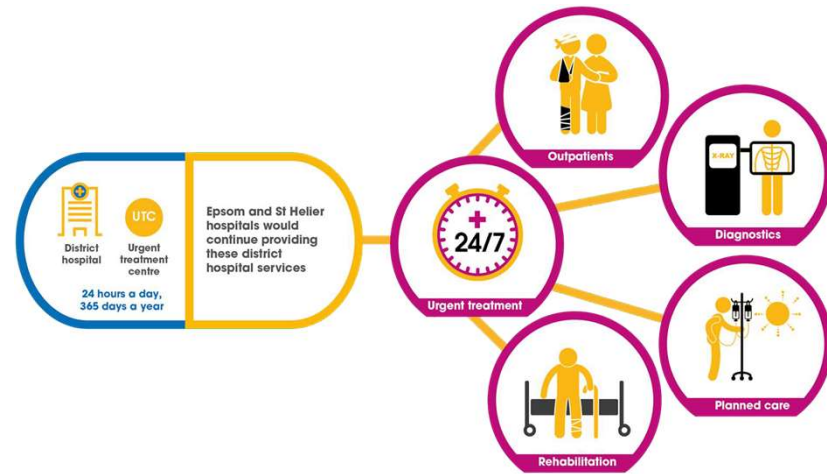 UTC
District
hospital
Urgent
treatment
centre
24 hours a day,
365 days a year
Epsom and St Helier
hospitals would
continue providing
these district
hospital services
24/7
Urgent treatment
Outpatients
X-RAY
Diagnostics
Planned care
Rehabilitation